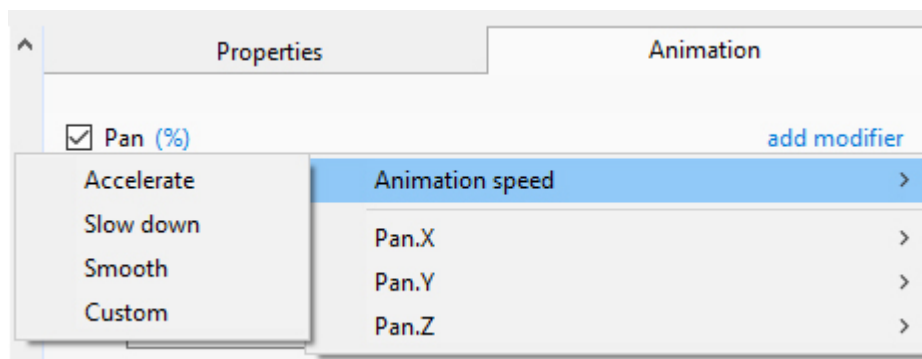 Properties
Animation
Pan (%)
add modifier
Accelerate
Slow down
Smooth
Custom
Animation speed
Pan.X
Pan.Y
Pan.Z